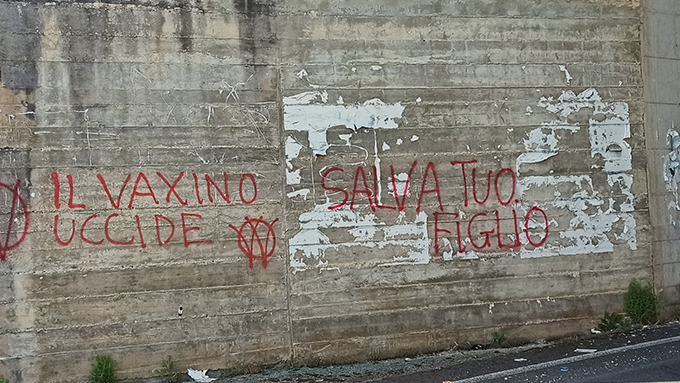 IL VAXINO
UCCIDE
SALVA TUO
FIGLIO